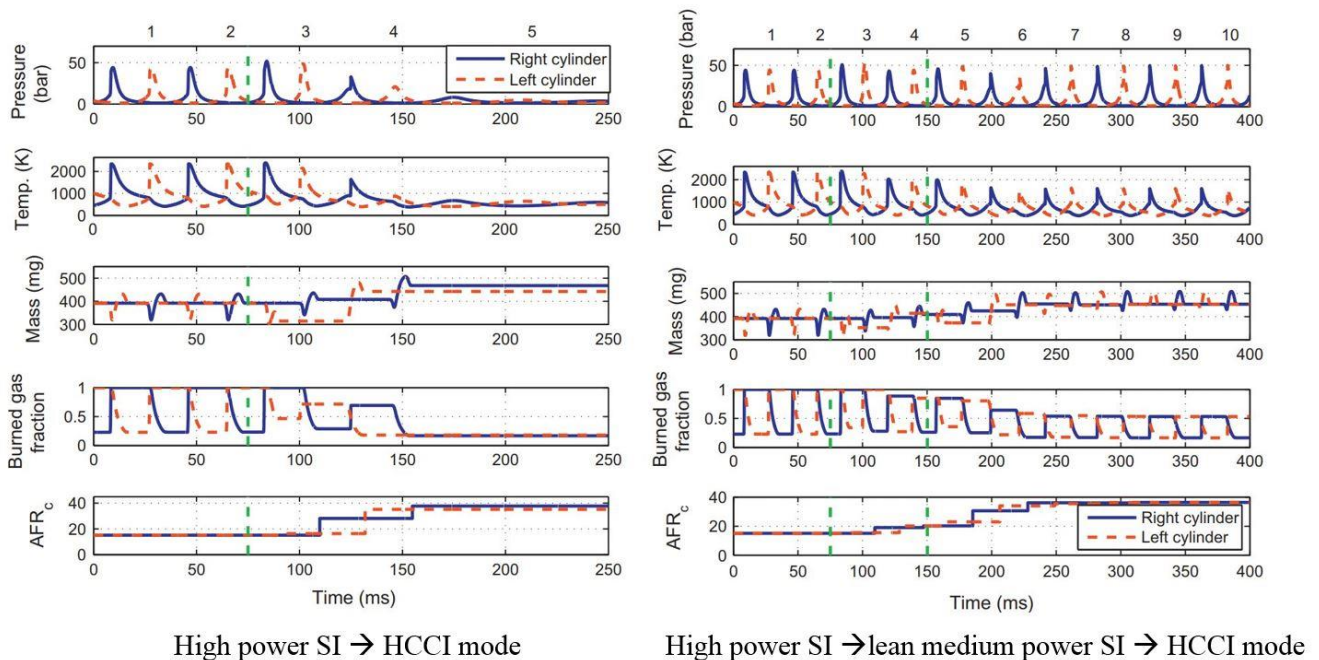 1 2 3 4 5
Pressure
(bar)
50
0
Right cylinder
Left cylinder
0 50 100 150 200 250
Temp. (K)
2000
1000
0
0 50 100 150 200 250
Mass (mg)
500
400
300
0 50 100 150 200 250
Burned gas
fraction
1
0.5
0
0 50 100 150 200 250
AFRc
40
20
0
0 50 100 150 200 250
Time (ms)
High power SI → HCCI mode
1 2 3 4 5 6 7 8 9 10
Pressure (bar)
50
0
0 50 100 150 200 250 300 350 400
Temp. (K)
2000
1000
0
0 50 100 150 200 250 300 350 400
Mass (mg)
500
400
300
0 50 100 150 200 250 300 350 400
Burned gas
fraction
1
0.5
0
0 50 100 150 200 250 300 350 400
AFRc
40
20
0
Right cylinder
Left cylinder
0 50 100 150 200 250 300 350 400
Time (ms)
High power SI →lean medium power SI → HCCI mode